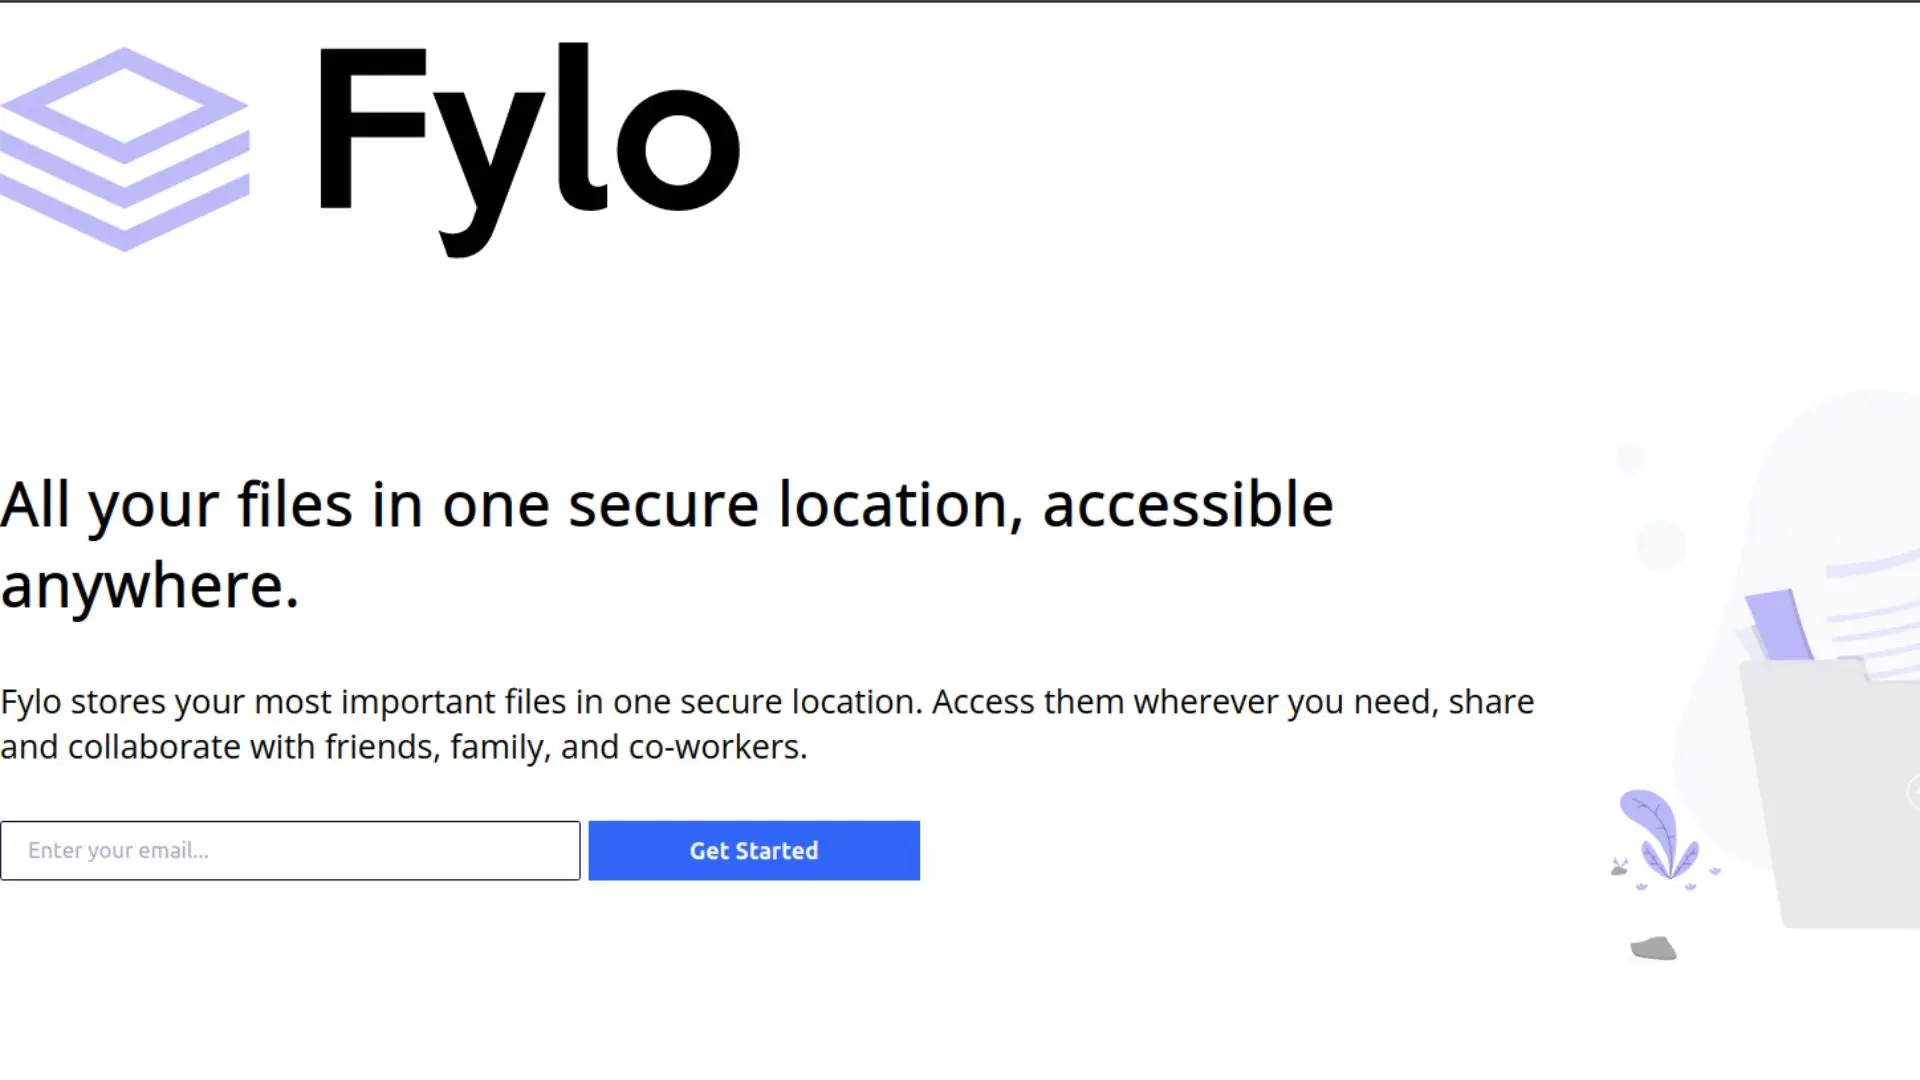 Fylo
All your files in one secure location, accessible
anywhere.
Fylo stores your most important files in one secure location. Access them wherever you need, share
and collaborate with friends, family, and co-workers.
Enter your email...
Get Started